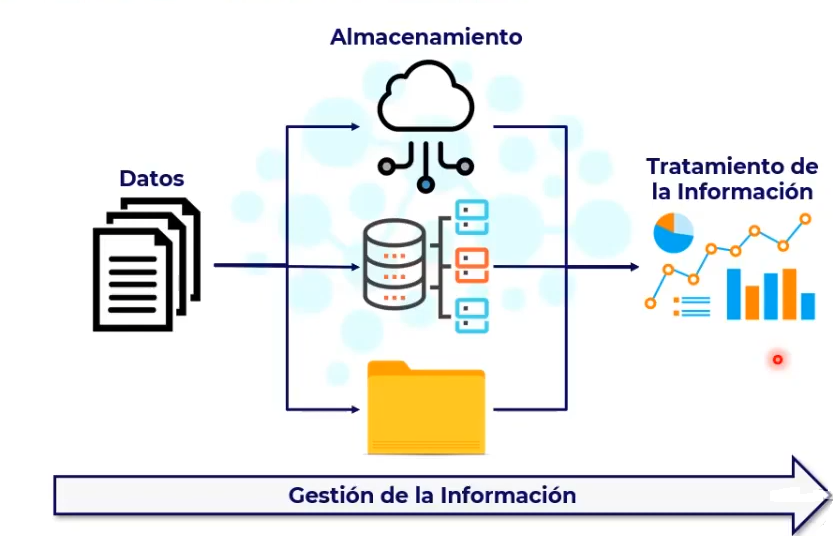 Almacenamiento
Datos
Tratamiento de
la Información
Gestión de la Información